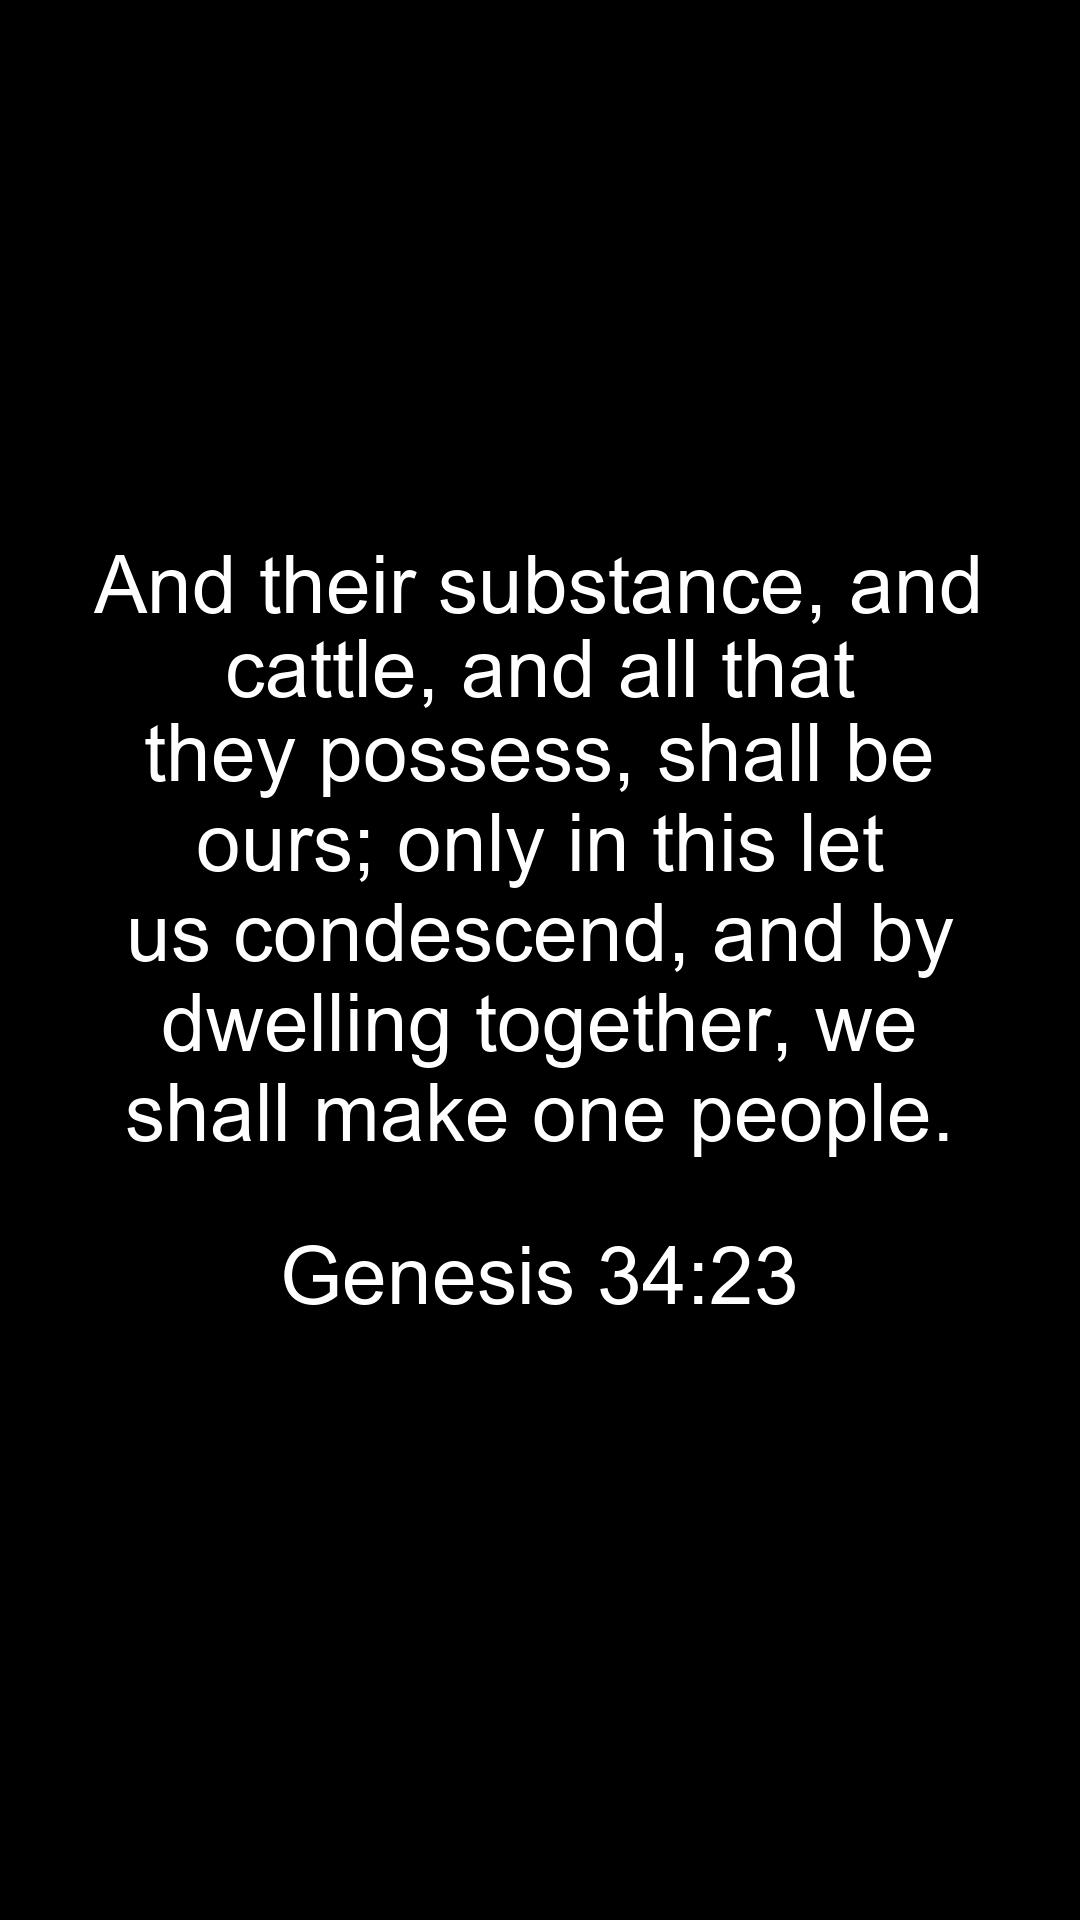 And their substance, and
cattle, and all that
they possess, shall be
ours; only in this let
us condescend, and by
dwelling together, we
shall make one people.
Genesis 34:23